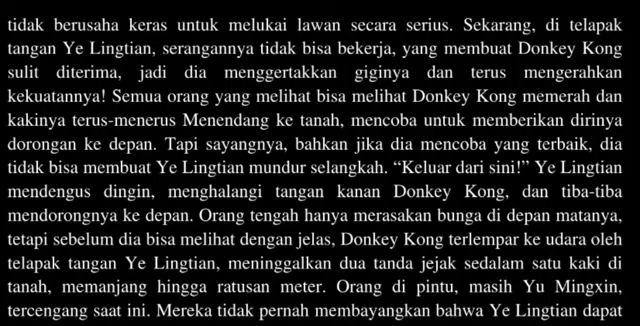 tidak berusaha keras untuk melukai lawan secara serius. Sekarang, di telapak
tangan Ye Lingtian, serangannya tidak bisa bekerja, yang membuat Donkey Kong
sulit diterima, jadi dia menggertakkan giginya dan terus mengerahkan
kekuatannya! Semua orang yang melihat bisa melihat Donkey Kong memerah dan
kakinya terus-menerus Menendang ke tanah, mencoba untuk memberikan dirinya
dorongan ke depan. Tapi sayangnya, bahkan jika dia mencoba yang terbaik, dia
tidak bisa membuat Ye Lingtian mundur selangkah. “Keluar dari sini!” Ye Lingtian
mendengus dingin, menghalangi tangan kanan Donkey Kong, dan tiba-tiba
mendorongnya ke depan. Orang tengah hanya merasakan bunga di depan matanya,
tetapi sebelum dia bisa melihat dengan jelas, Donkey Kong terlempar ke udara oleh
telapak tangan Ye Lingtian, meninggalkan dua tanda jejak sedalam satu kaki di
tanah, memanjang hingga ratusan meter. Orang di pintu, masih Yu Mingxin,
tercengang saat ini. Mereka tidak pernah membayangkan bahwa Ye Lingtian dapat